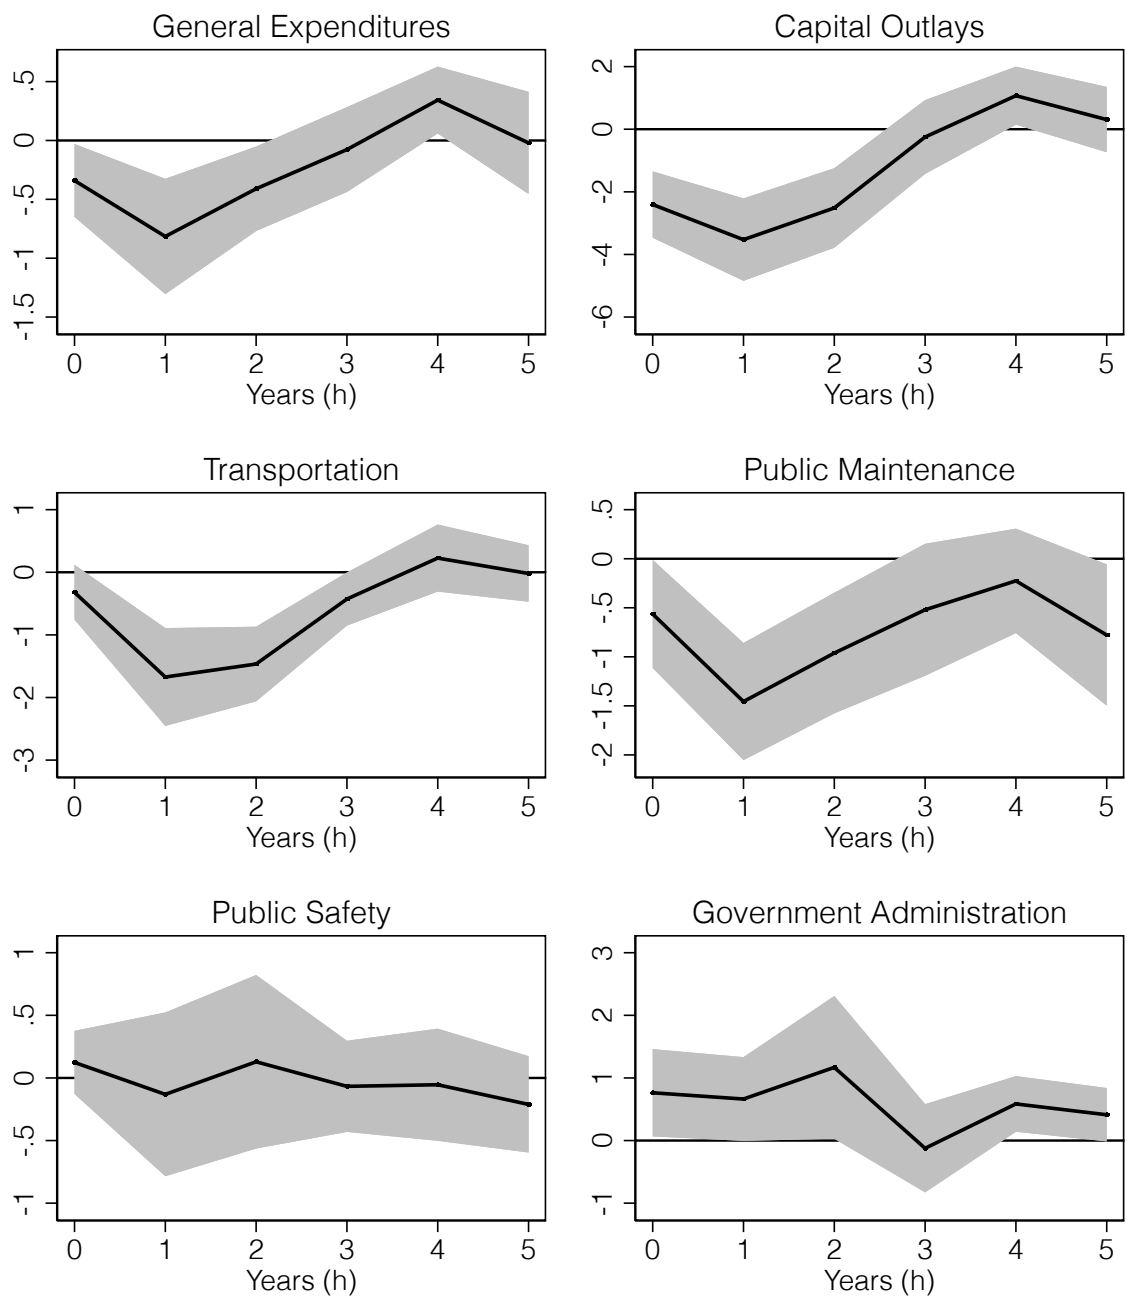 General Expenditures
.5
0
-.5
-1
-1.5
0 1 2 3 4 5
Years (h)
Capital Outlays
2
0
-2
-4
-6
0 1 2 3 4 5
Years (h)
Transportation
1
0
-1
-2
-3
0 1 2 3 4 5
Years (h)
Public Maintenance
.5
0
-.5
-1
-1.5
-2
0 1 2 3 4 5
Years (h)
Public Safety
1
.5
0
-.5
-1
0 1 2 3 4 5
Years (h)
Government Administration
3
2
1
0
-1
0 1 2 3 4 5
Years (h)